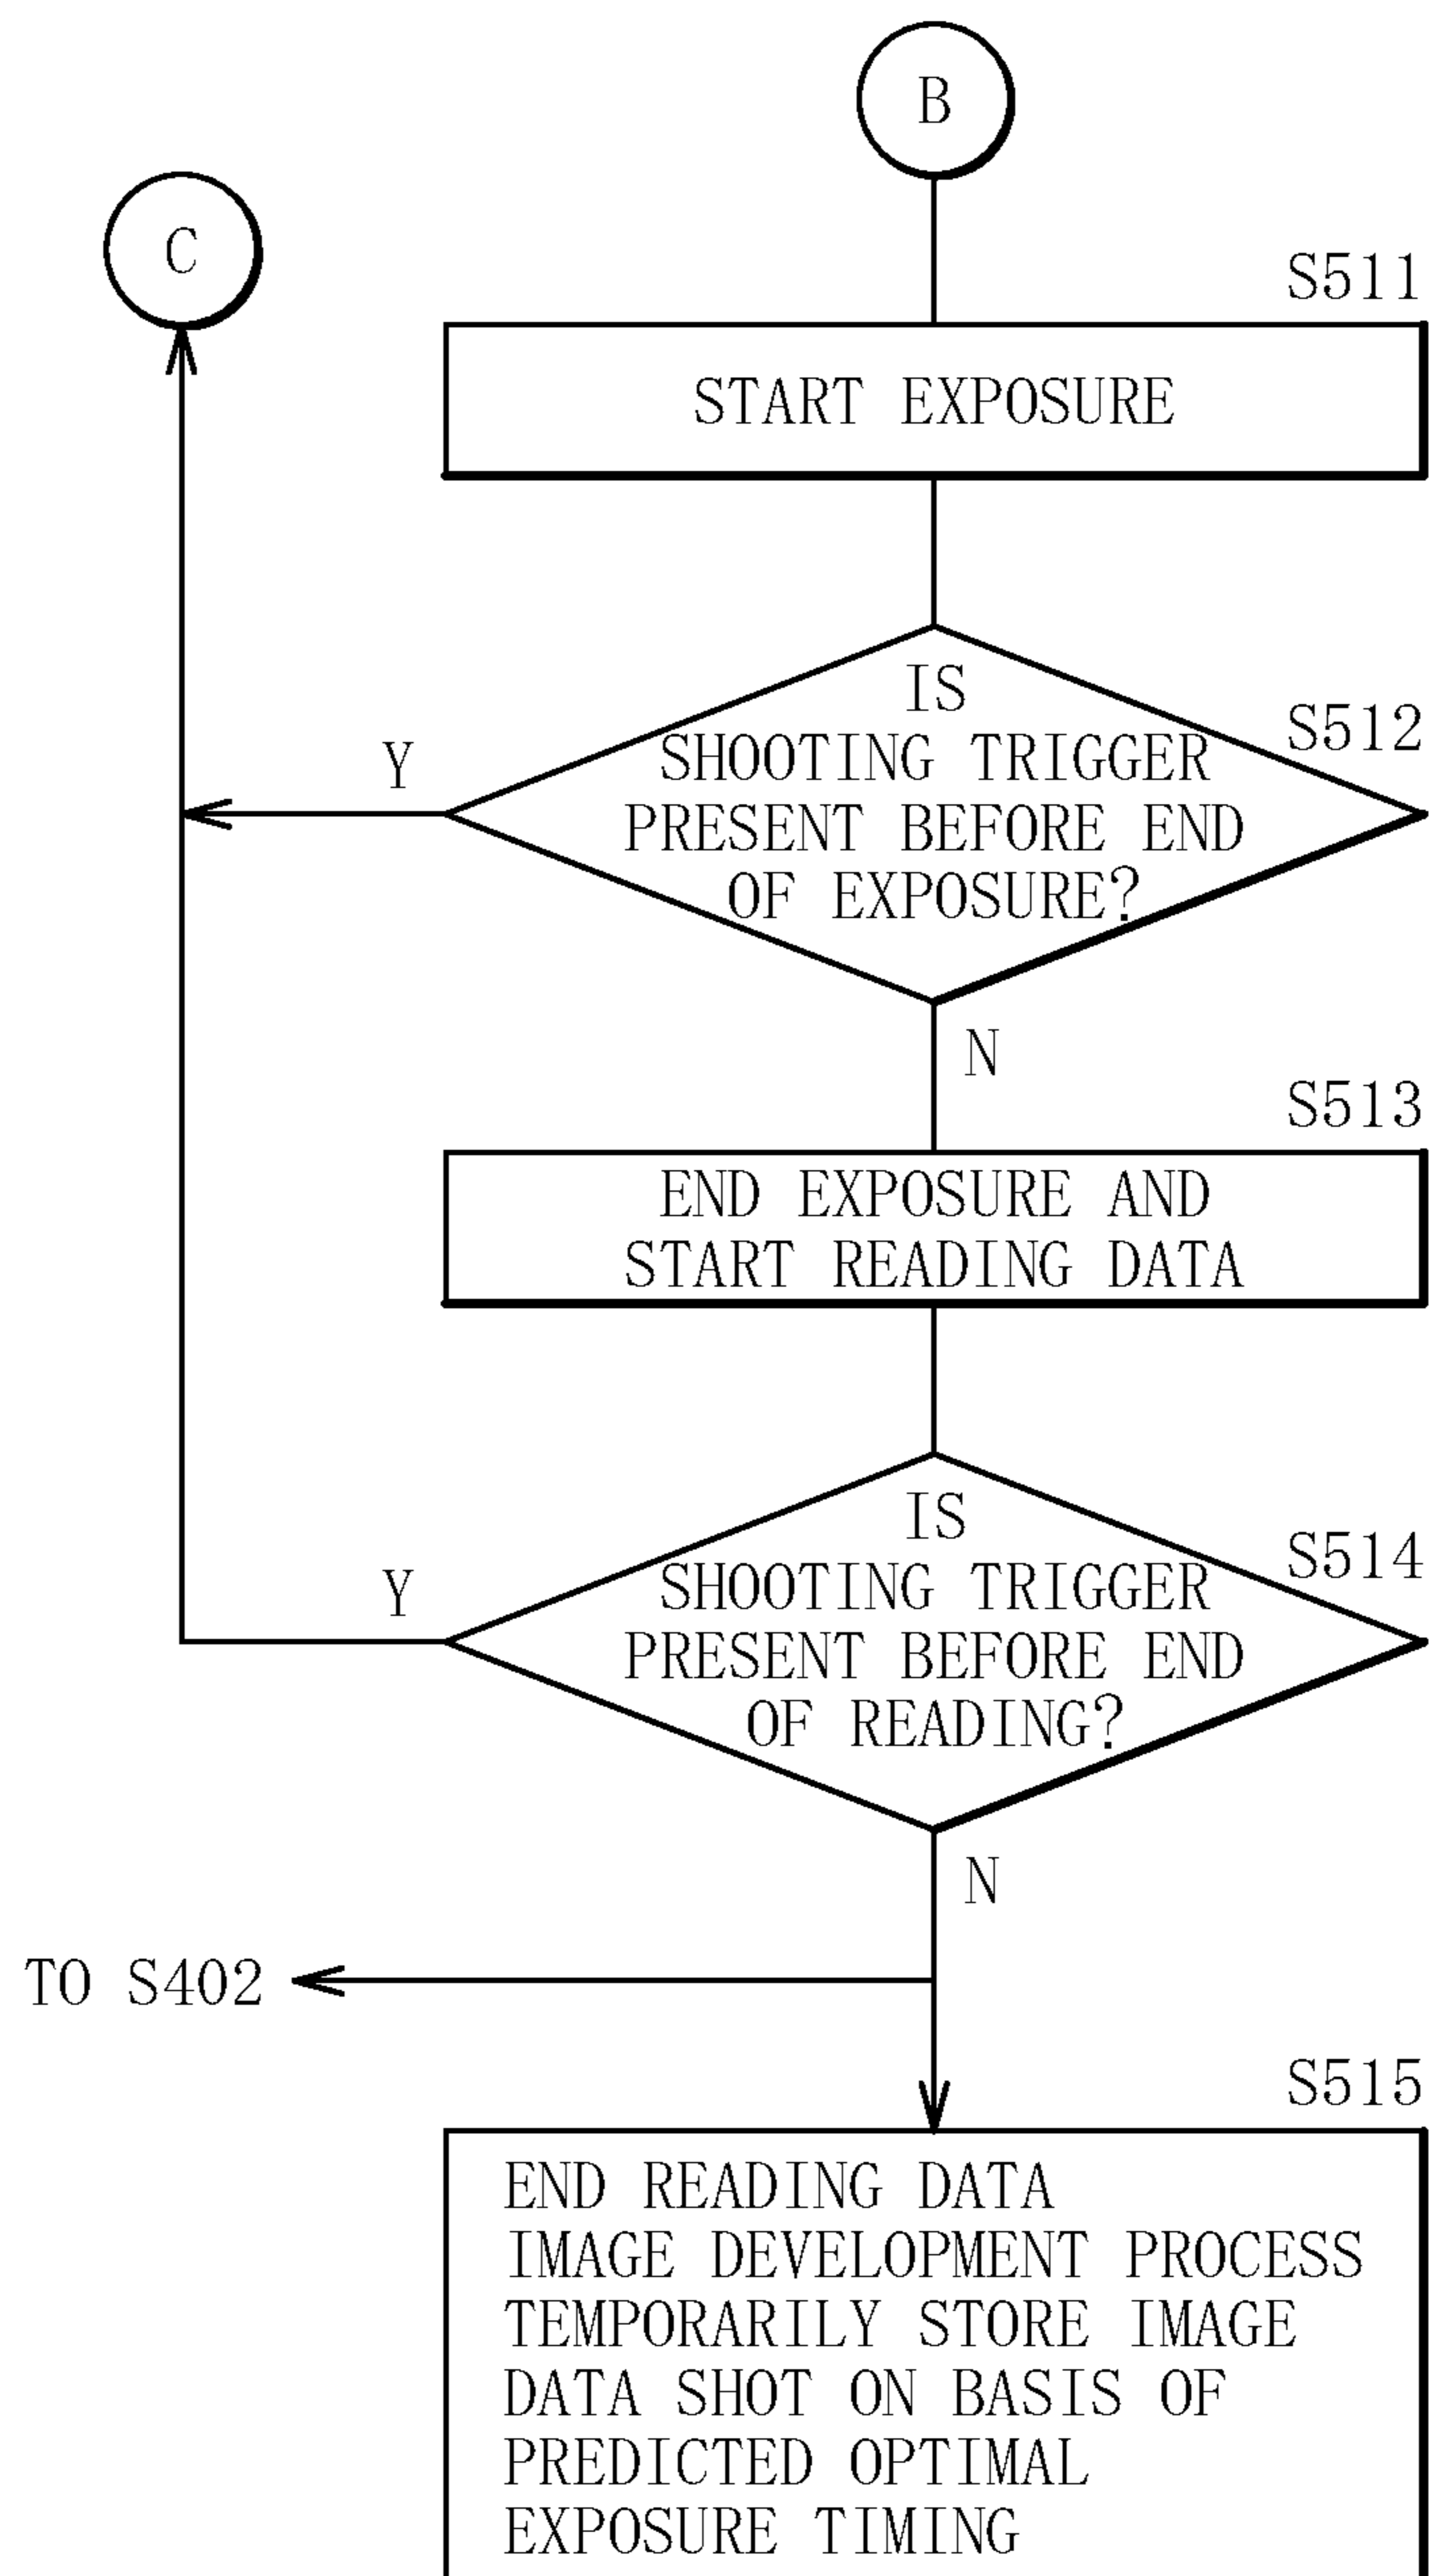 B
C
S511
START EXPOSURE
IS
SHOOTING TRIGGER
PRESENT BEFORE END
OF EXPOSURE?
S512
Y
N
S513
END EXPOSURE AND
START READING DATA
IS
SHOOTING TRIGGER
PRESENT BEFORE END
OF READING?
S514
Y
N
TO S402
S515
END READING DATA
IMAGE DEVELOPMENT PROCESS
TEMPORARILY STORE IMAGE
DATA SHOT ON BASIS OF
PREDICTED OPTIMAL
EXPOSURE TIMING